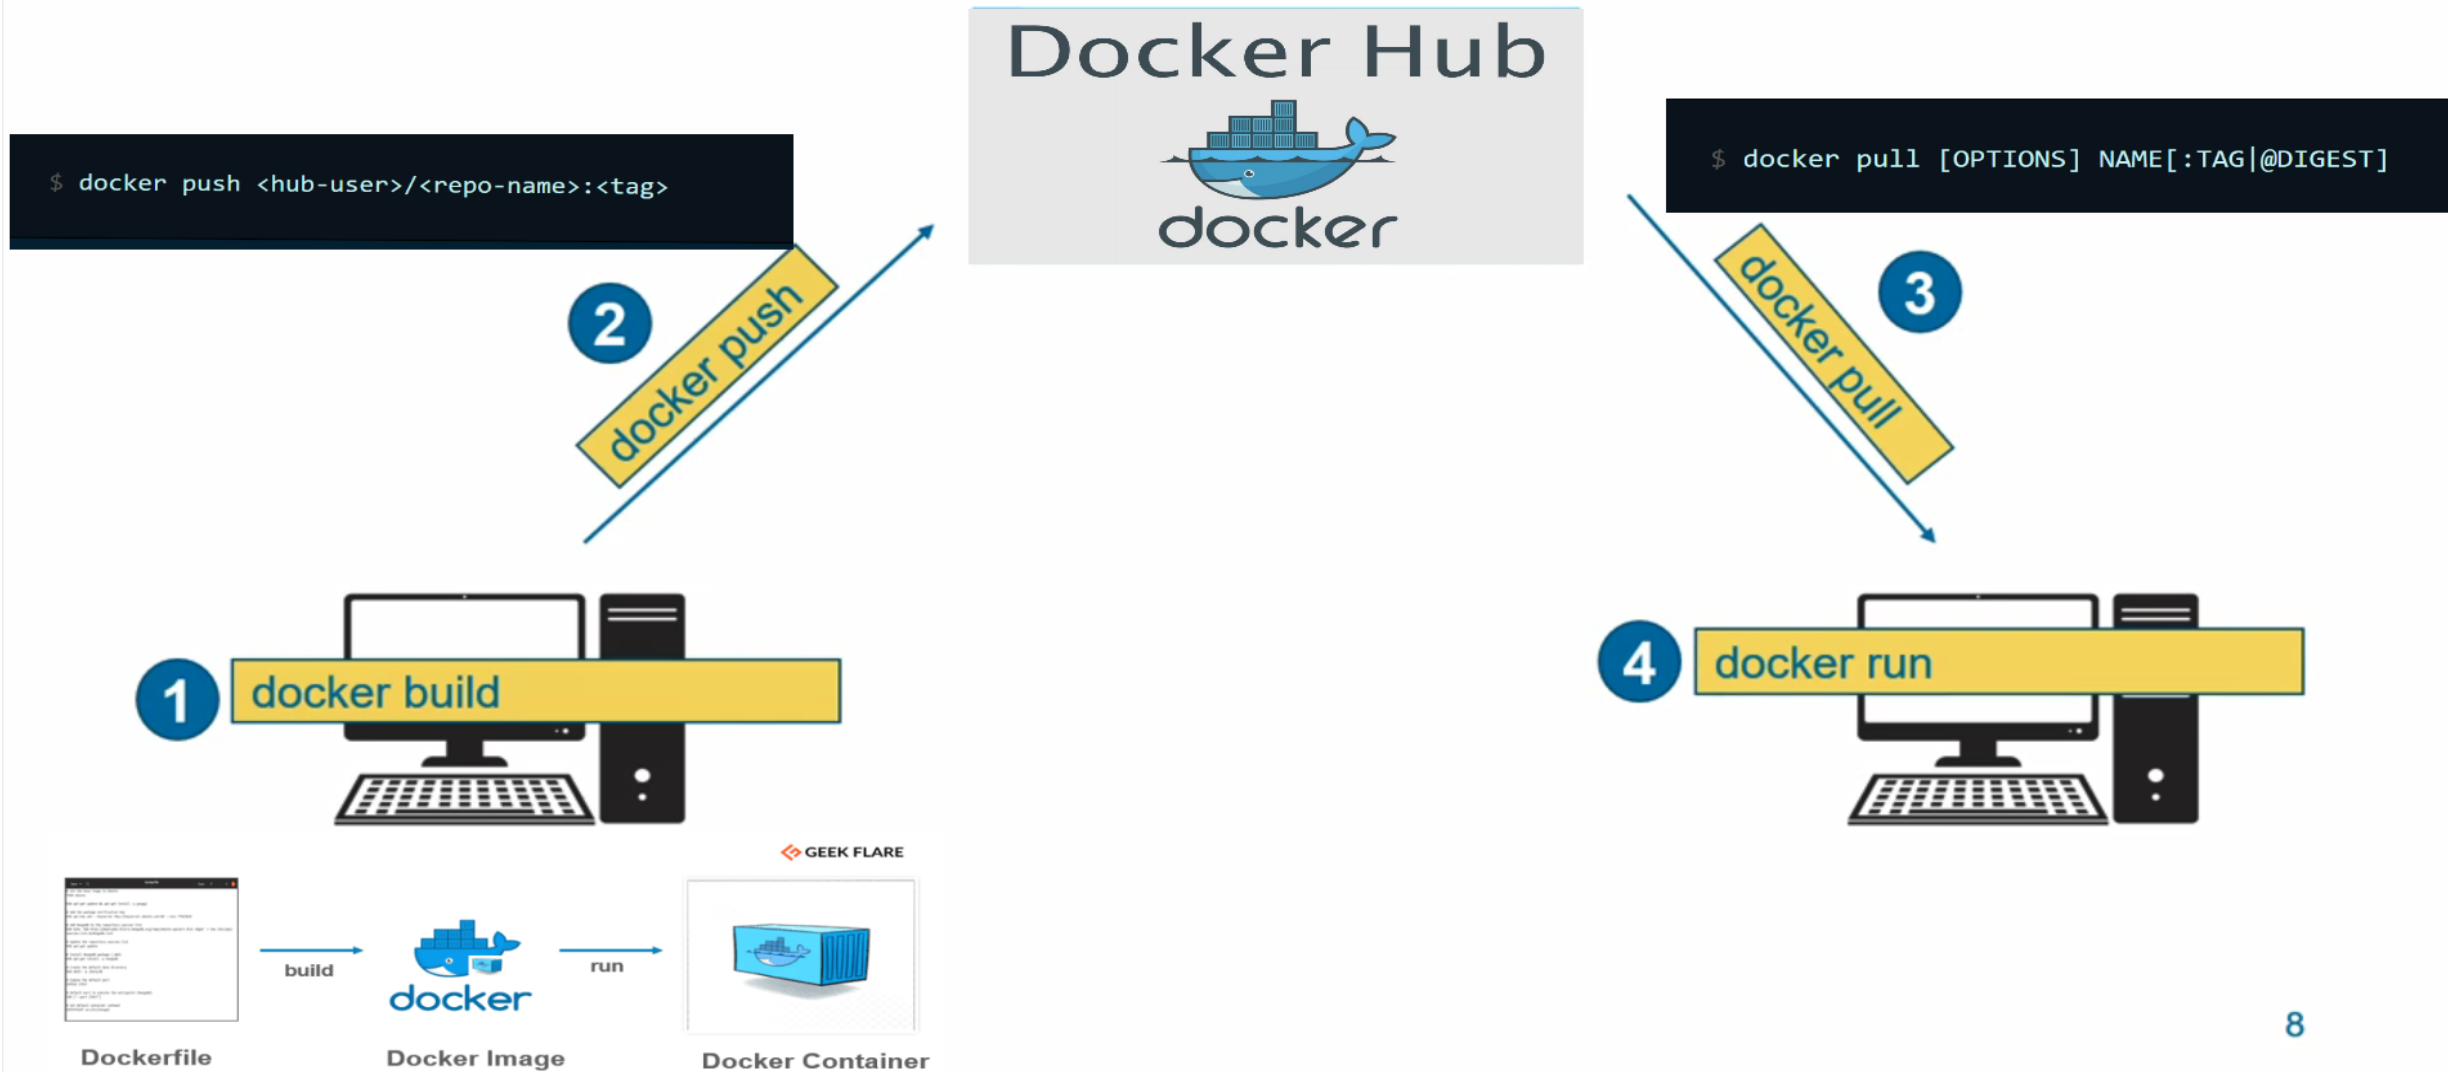 Docker Hub
docker
$ docker push <hub-user>/<repo-name>:<tag>
$ docker pull [OPTIONS] NAME[:TAG|@DIGEST]
2
docker push
3
docker pull
1
docker build
4
docker run
GEEK FLARE
build
docker
run
Dockerfile
Docker Image
Docker Container
8